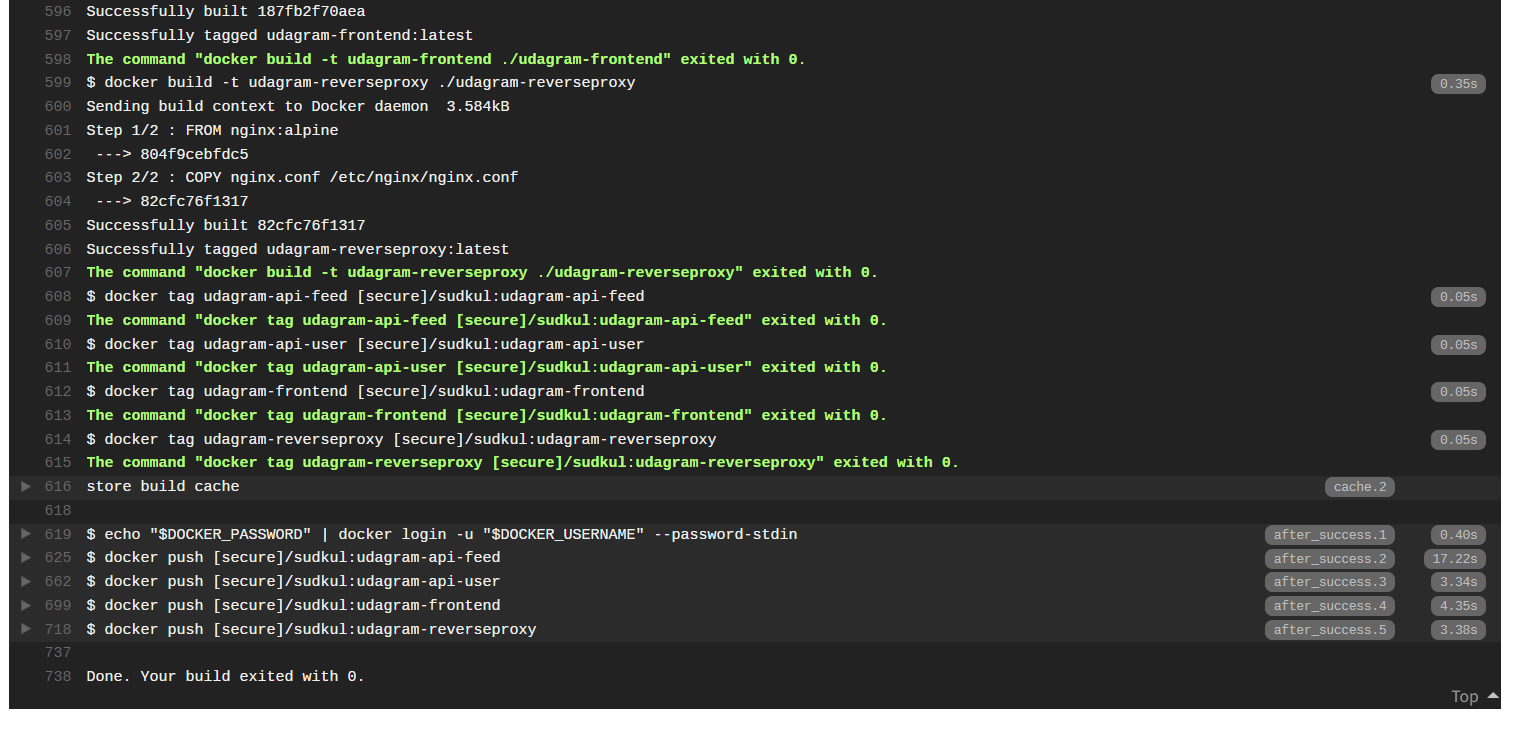 596 Successfully built 187fb2f70aea
597 Successfully tagged udagram-frontend:latest
598 The command "docker build -t udagram-frontend ./udagram-frontend" exited with 0.
599 $ docker build -t udagram-reverseproxy ./udagram-reverseproxy 0.35s
600 Sending build context to Docker daemon  3.584kB
601 Step 1/2 : FROM nginx:alpine
602  ---> 804f9cebfdc5
603 Step 2/2 : COPY nginx.conf /etc/nginx/nginx.conf
604  ---> 82cfc76f1317
605 Successfully built 82cfc76f1317
606 Successfully tagged udagram-reverseproxy:latest
607 The command "docker build -t udagram-reverseproxy ./udagram-reverseproxy" exited with 0.
608 $ docker tag udagram-api-feed [secure]/sudkul:udagram-api-feed 0.05s
609 The command "docker tag udagram-api-feed [secure]/sudkul:udagram-api-feed" exited with 0.
610 $ docker tag udagram-api-user [secure]/sudkul:udagram-api-user 0.05s
611 The command "docker tag udagram-api-user [secure]/sudkul:udagram-api-user" exited with 0.
612 $ docker tag udagram-frontend [secure]/sudkul:udagram-frontend 0.05s
613 The command "docker tag udagram-frontend [secure]/sudkul:udagram-frontend" exited with 0.
614 $ docker tag udagram-reverseproxy [secure]/sudkul:udagram-reverseproxy 0.05s
615 The command "docker tag udagram-reverseproxy [secure]/sudkul:udagram-reverseproxy" exited with 0.
616 store build cache cache.2
618
619 $ echo "$DOCKER_PASSWORD" | docker login -u "$DOCKER_USERNAME" --password-stdin after_success.1 0.40s
625 $ docker push [secure]/sudkul:udagram-api-feed after_success.2 17.22s
662 $ docker push [secure]/sudkul:udagram-api-user after_success.3 3.34s
699 $ docker push [secure]/sudkul:udagram-frontend after_success.4 4.35s
718 $ docker push [secure]/sudkul:udagram-reverseproxy after_success.5 3.38s
737
738 Done. Your build exited with 0.
Top